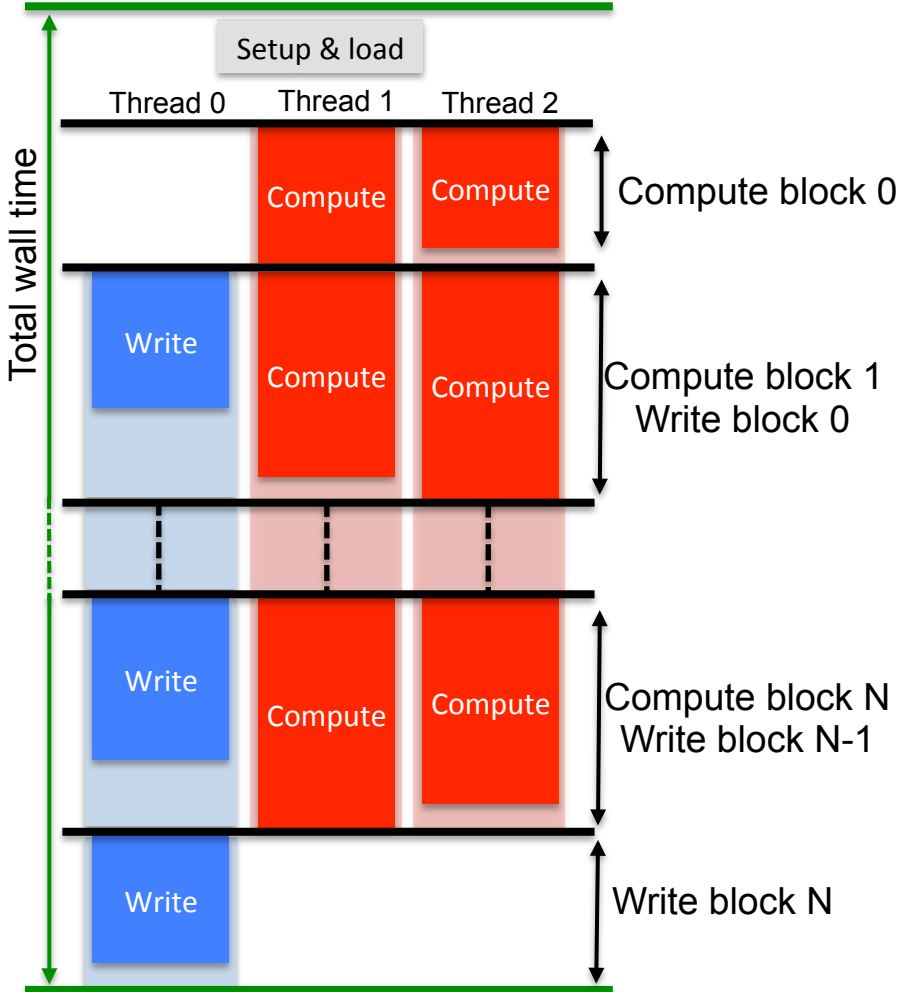 Setup & load
Thread 0
Thread 1
Thread 2
Total wall time
Compute
Compute
Compute block 0
Write
Compute
Compute
Compute block 1
Write block 0
Write
Compute
Compute
Compute block N
Write block N-1
Write
Write block N